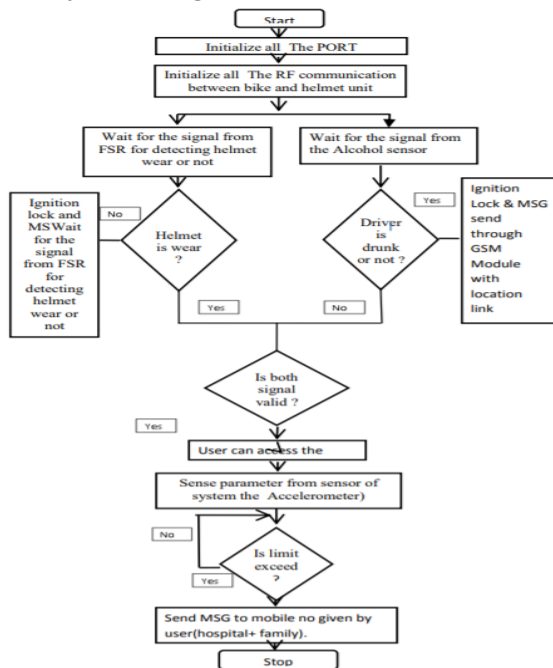 Start
Initialize all The PORT
Initialize all The RF communication
between bike and helmet unit
Wait for the signal from
FSR for detecting helmet
wear or not
Wait for the signal from
the Alcohol sensor
Ignition
lock and
MSWait
for the
signal
from FSR
for
detecting
helmet
wear or
not
No
Helmet
is wear
?
Driver
is
drunk
or not ?
Yes
Ignition
Lock & MSG
send
through
GSM
Module
with
location
link
Yes
No
Is both
signal
valid ?
Yes
User can access the
Sense parameter from sensor of
system the Accelerometer)
No
Is limit
exceed
?
Yes
Send MSG to mobile no given by
user(hospital+ family).
Stop